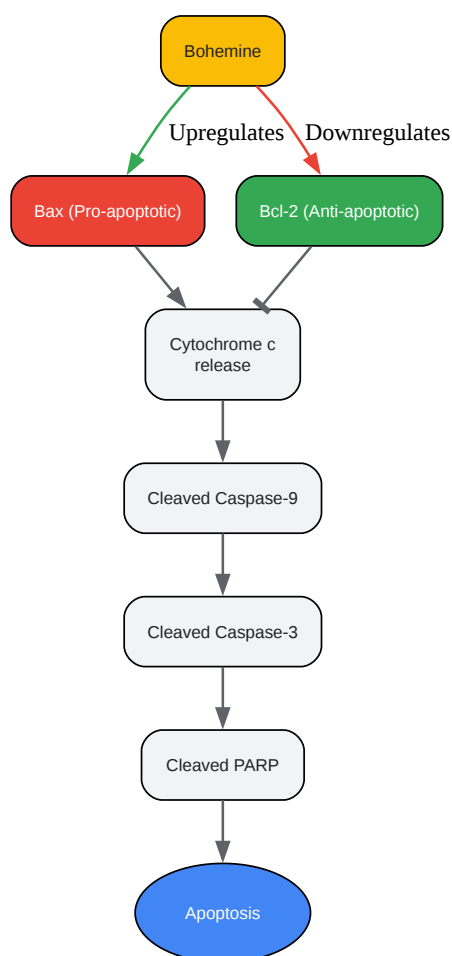 Bohemine
Upregulates
Downregulates
Bax (Pro-apoptotic)
Bcl-2 (Anti-apoptotic)
Cytochrome c
release
Cleaved Caspase-9
Cleaved Caspase-3
Cleaved PARP
Apoptosis